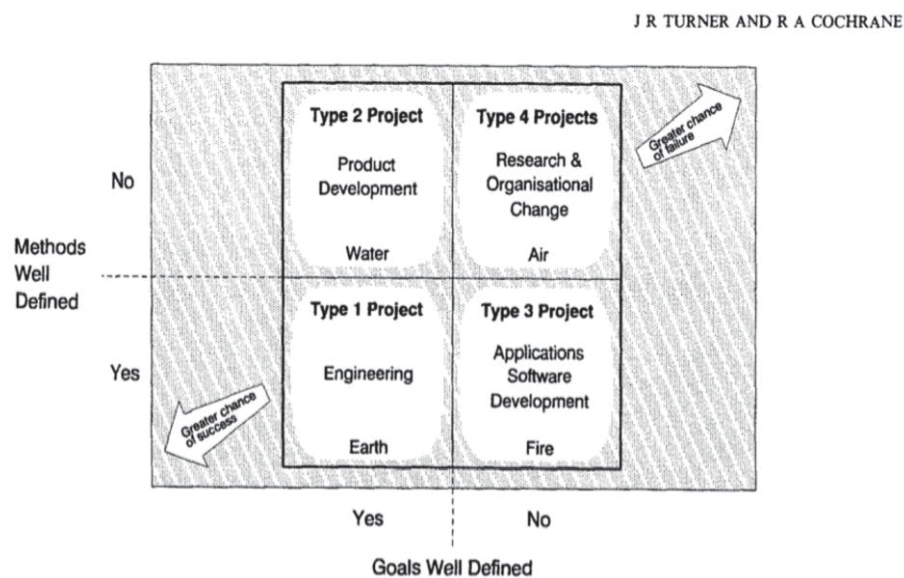 J R TURNER AND R A COCHRANE
Type 2 Project
Product
Development
Water
Type 4 Projects
Research &
Organisational
Change
Air
Greater chance
of failure
No
Methods
Well
Defined
Type 1 Project
Engineering
Earth
Type 3 Project
Applications
Software
Development
Fire
Yes
Greater chance
of success
Yes
No
Goals Well Defined